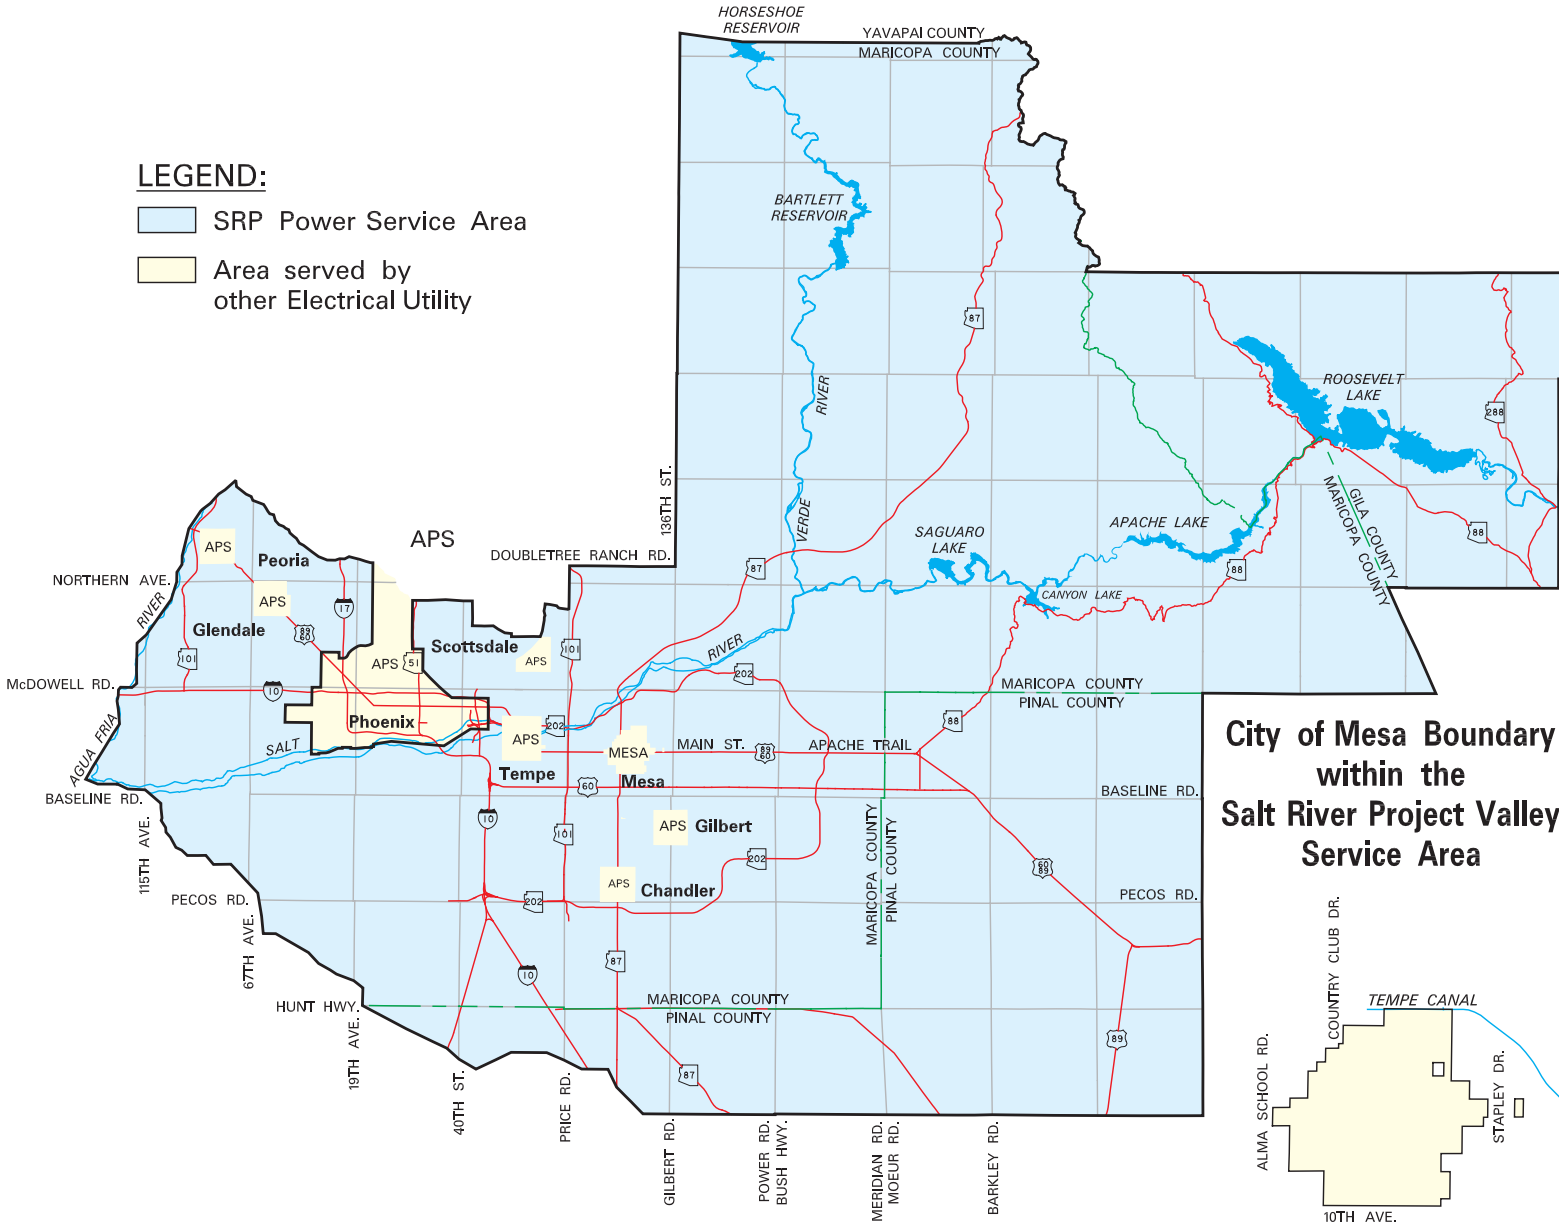 HORSESHOE
RESERVOIR
YAVAPAI COUNTY
MARICOPA COUNTY
LEGEND:
SRP Power Service Area
Area served by
other Electrical Utility
BARTLETT
RESERVOIR
87
RIVER
ROOSEVELT
LAKE
288
136TH ST.
VERDE
APS
DOUBLETREE RANCH RD.
SAGUARO
LAKE
APACHE LAKE
GILA COUNTY
MARICOPA COUNTY
88
88
87
CANYON LAKE
APS
Peoria
NORTHERN AVE.
RIVER
APS
17
Glendale
89
60
101
APS
51
Scottsdale
APS
101
RIVER
202
McDOWELL RD.
10
MARICOPA COUNTY
PINAL COUNTY
AGUA FRIA
Phoenix
SALT
APS
202
MESA
MAIN ST.
89
60
APACHE TRAIL
88
Tempe
60
Mesa
BASELINE RD.
BASELINE RD.
City of Mesa Boundary
within the
Salt River Project Valley
Service Area
115TH AVE.
10
101
APS
Gilbert
202
MARICOPA COUNTY
PINAL COUNTY
60
89
APS
Chandler
PECOS RD.
202
PECOS RD.
67TH AVE.
87
10
HUNT HWY.
MARICOPA COUNTY
PINAL COUNTY
19TH AVE.
87
89
40TH ST.
PRICE RD.
GILBERT RD.
POWER RD.
BUSH HWY.
MERIDIAN RD.
MOEUR RD.
BARKLEY RD.
COUNTRY CLUB DR.
TEMPE CANAL
ALMA SCHOOL RD.
STAPLEY DR.
10TH AVE.